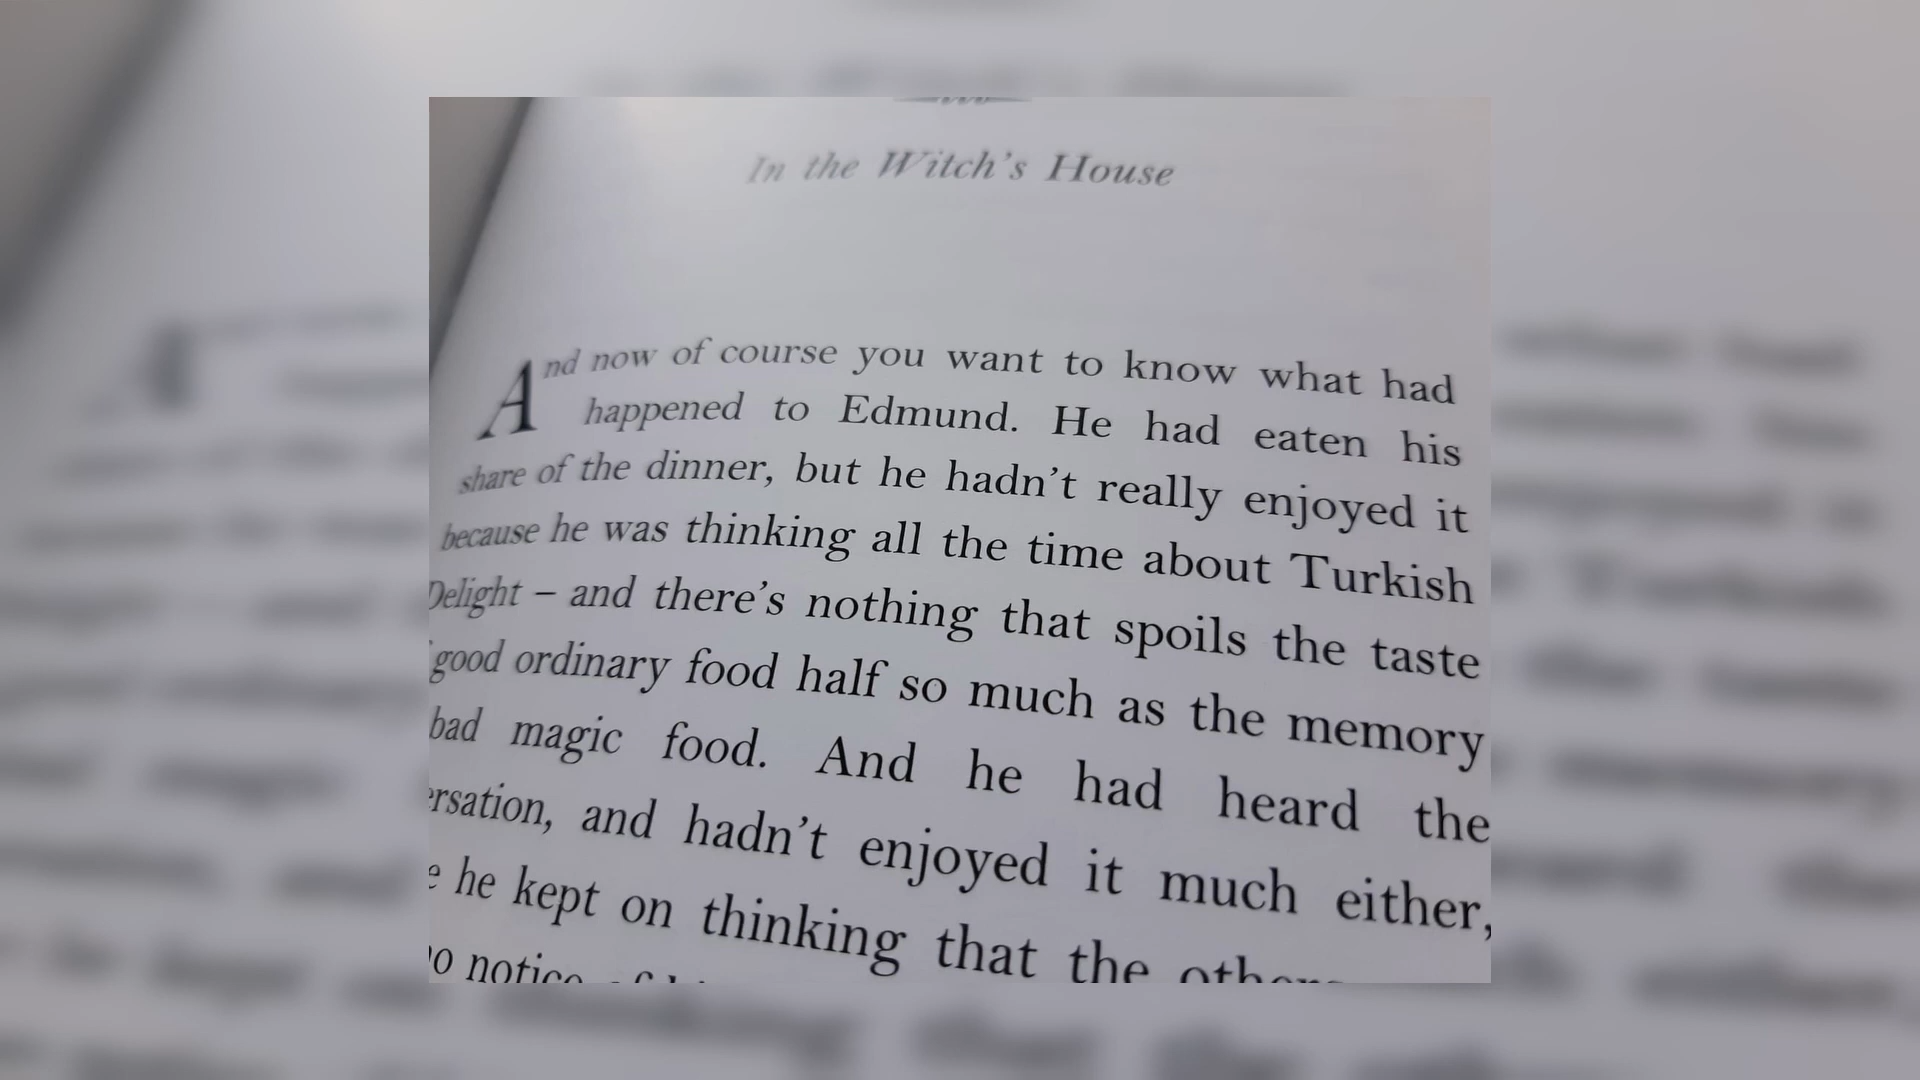 In the Witch's House
And now of course you want to know what had
happened to Edmund. He had eaten his
share of the dinner, but he hadn't really enjoyed it
because he was thinking all the time about Turkish
Delight – and there's nothing that spoils the taste
good ordinary food half so much as the memory
bad magic food. And he had heard the
ersation, and hadn't enjoyed it much either,
e he kept on thinking that the others
o notice of